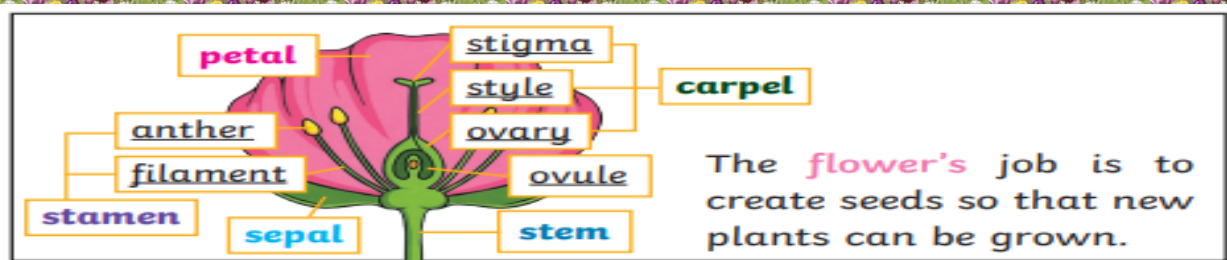 petal
stigma
style
carpel
anther
ovary
filament
ovule
stamen
sepal
stem
The flower's job is to
create seeds so that new
plants can be grown.